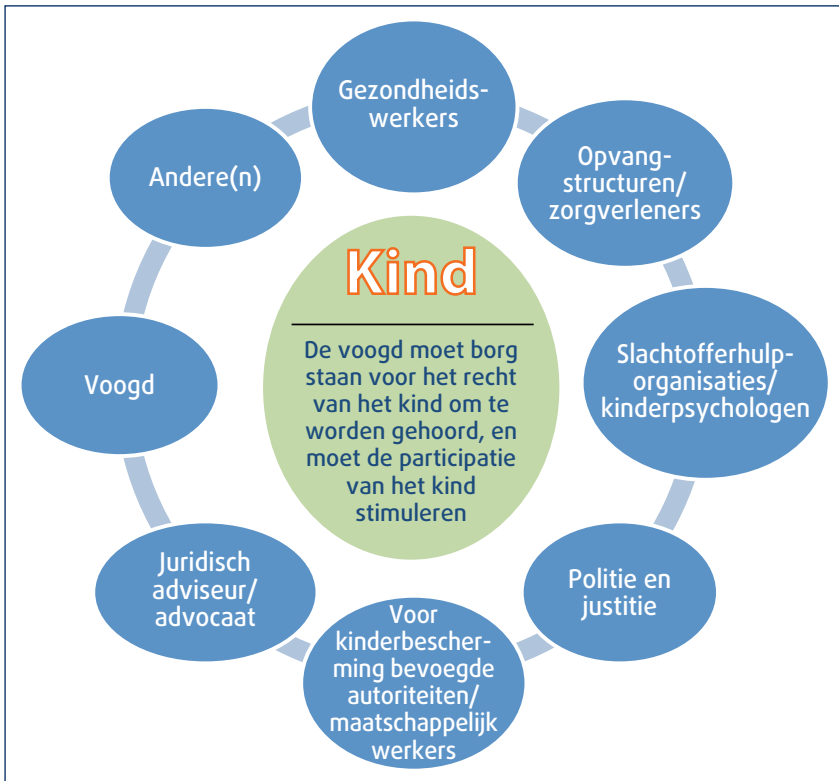 Gezondheids-
werkers
Opvang-
structuren/
zorgverleners
Slachtofferhulp-
organisaties/
kinderpsychologen
Politie en
justitie
Voor
kinderbescher-
ming bevoegde
autoriteiten/
maatschappelijk
werkers
Juridisch
adviseur/
advocaat
Voogd
Andere(n)
Kind
De voogd moet borg
staan voor het recht
van het kind om te
worden gehoord, en
moet de participatie
van het kind
stimuleren